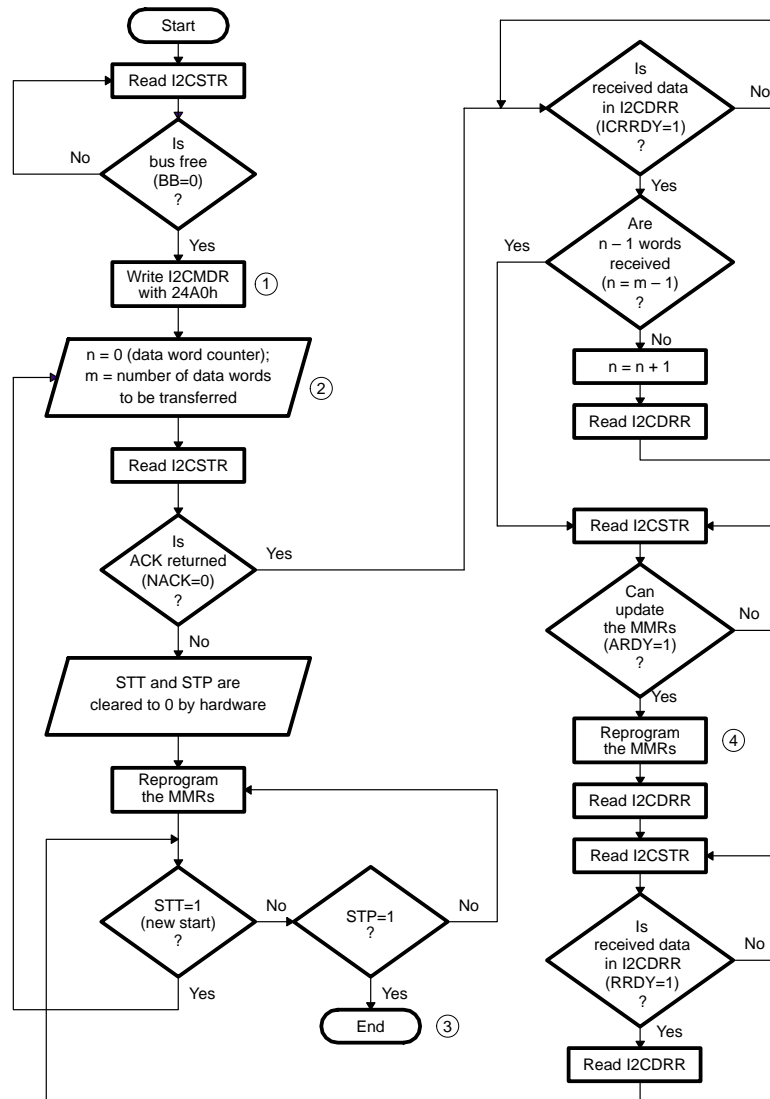 Start
Read I2CSTR
Is
bus free
(BB=0)
?
No
Yes
Write I2CMDR
with 24A0h
1
n = 0 (data word counter);
m = number of data words
to be transferred
2
Read I2CSTR
Is
ACK returned
(NACK=0)
?
Yes
No
STT and STP are
cleared to 0 by hardware
Reprogram
the MMRs
STT=1
(new start)
?
No
Yes
STP=1
?
No
Yes
End
3
Is
received data
in I2CDRR
(ICRRDY=1)
?
No
Yes
Are
n – 1 words
received
(n = m – 1)
?
Yes
No
n = n + 1
Read I2CDRR
Read I2CSTR
Can
update
the MMRs
(ARDY=1)
?
No
Yes
Reprogram
the MMRs
4
Read I2CDRR
Read I2CSTR
Is
received data
in I2CDRR
(RRDY=1)
?
No
Yes
Read I2CDRR